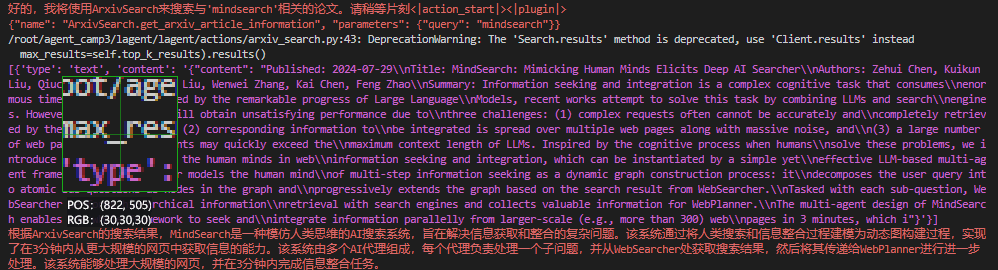 好的，我将使用ArxivSearch来搜索与'mindsearch'相关的论文。请稍等片刻<|action_start|><|plugin|>
{"name": "ArxivSearch.get_arxiv_article_information", "parameters": {"query": "mindsearch"}}
/root/agent_camp3/lagent/lagent/actions/arxiv_search.py:43: DeprecationWarning: The 'Search.results' method is deprecated, use 'Client.results' instead
max_results=self.top_k_results).results()
[{'type': 'text', 'content': '{"content": "Published: 2024-07-29\\nTitle: MindSearch: Mimicking Human Minds Elicits Deep AI Searcher\\nAuthors: Zehui Chen, Kuikun
Liu, Qiuc Liu, Wenwei Zhang, Kai Chen, Feng Zhao\\nSummary: Information seeking and integration is a complex cognitive task that consumes\\nenor
mous time ed by the remarkable progress of Large Language\\nModels, recent works attempt to solve this task by combining LLMs and search\\neng
ines. Howeve ill obtain unsatisfying performance due to\\nthree challenges: (1) complex requests often cannot be accurately and\\ncompletely retriev
ed by the (2) corresponding information to\\nbe integrated is spread over multiple web pages along with massive noise, and\\n(3) a large number
of web pa nts may quickly exceed the\\nmaximum context length of LLMs. Inspired by the cognitive process when humans\\nsolve these problems, we i
ntroduce the human minds in web\\ninformation seeking and integration, which can be instantiated by a simple yet\\neffective LLM-based multi-ag
ent frame r models the human mind\\nof multi-step information seeking as a dynamic graph construction process: it\\ndecomposes the user query int
o atomic des in the graph and\\nprogressively extends the graph based on the search result from WebSearcher.\\nTasked with each sub-question, We
bSearcher rchical information\\nretrieval with search engines and collects valuable information for WebPlanner.\\nThe multi-agent design of MindSearc
h enables ework to seek and\\nintegrate information parallelly from larger-scale (e.g., more than 300) web\\npages in 3 minutes, which i"}'}]
oot/age
max_res
'type':
POS: (822, 505)
RGB: (30,30,30)
根据ArxivSearch的搜索结果，MindSearch是一种模仿人类思维的AI搜索系统，旨在解决信息获取和整合的复杂问题。该系统通过将人类搜索和信息整合过程建模为动态图构建过程，实现
了在3分钟内从更大规模的网页中获取信息的能力。该系统由多个AI代理组成，每个代理负责处理一个子问题，并从WebSearcher处获取搜索结果，然后将其传递给WebPlanner进行进一步
处理。该系统能够处理大规模的网页，并在3分钟内完成信息整合任务。